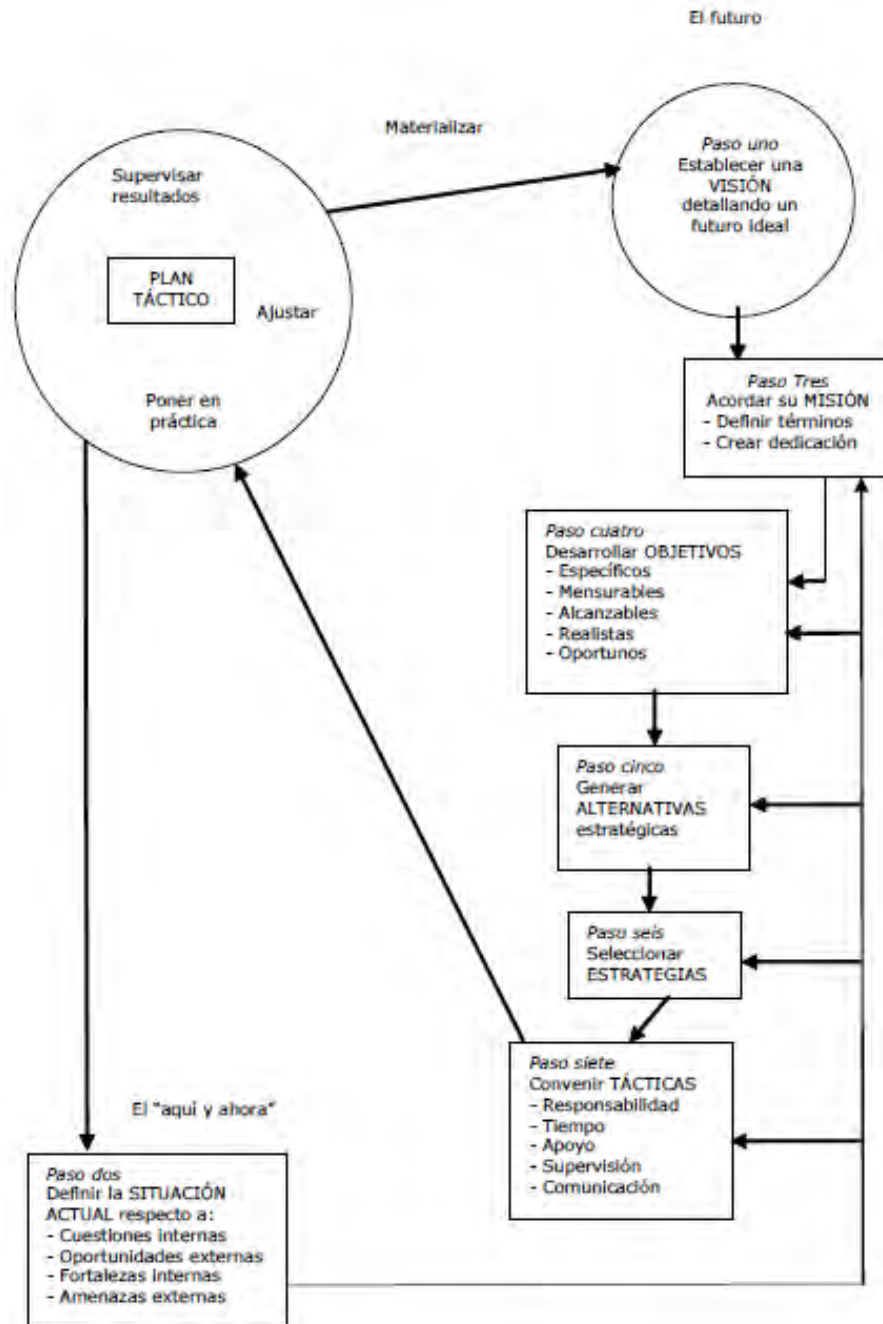 El futuro
Materializar
Paso uno
Establecer una
VISIÓN
detallando un
futuro ideal
Supervisar
resultados
PLAN
TÁCTICO
Ajustar
Poner en
práctica
Paso Tres
Acordar su MISIÓN
- Definir términos
- Crear dedicación
Paso cuatro
Desarrollar OBJETIVOS
- Específicos
- Mensurables
- Alcanzables
- Realistas
- Oportunos
Paso cinco
Generar
ALTERNATIVAS
estratégicas
Paso seis
Seleccionar
ESTRATEGIAS
Paso siete
Convenir TÁCTICAS
- Responsabilidad
- Tiempo
- Apoyo
- Supervisión
- Comunicación
El "aquí y ahora"
Paso dos
Definir la SITUACIÓN
ACTUAL respecto a:
- Cuestiones internas
- Oportunidades externas
- Fortalezas internas
- Amenazas externas